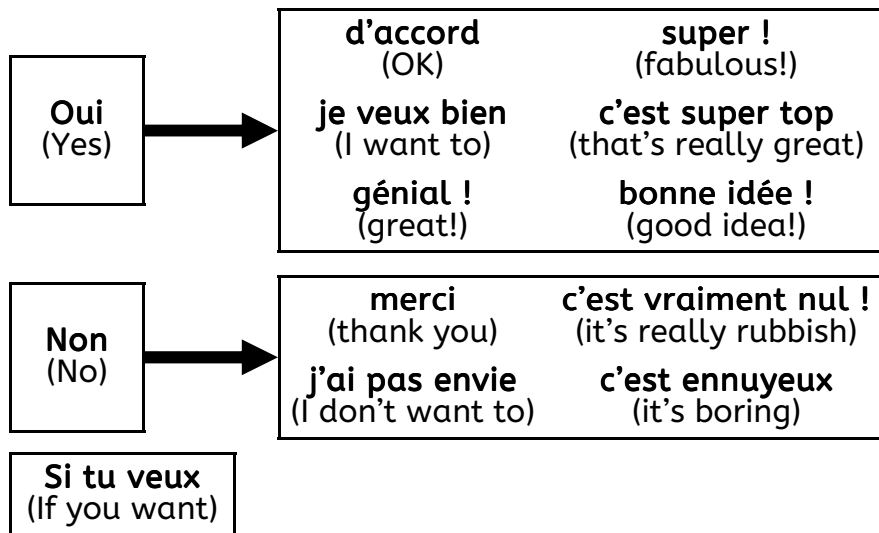 Oui
(Yes)
d'accord
(OK)
super !
(fabulous!)
je veux bien
(I want to)
c'est super top
(that's really great)
génial !
(great!)
bonne idée !
(good idea!)
Non
(No)
merci
(thank you)
c'est vraiment nul !
(it's really rubbish)
j'ai pas envie
(I don't want to)
c'est ennuyeux
(it's boring)
Si tu veux
(If you want)